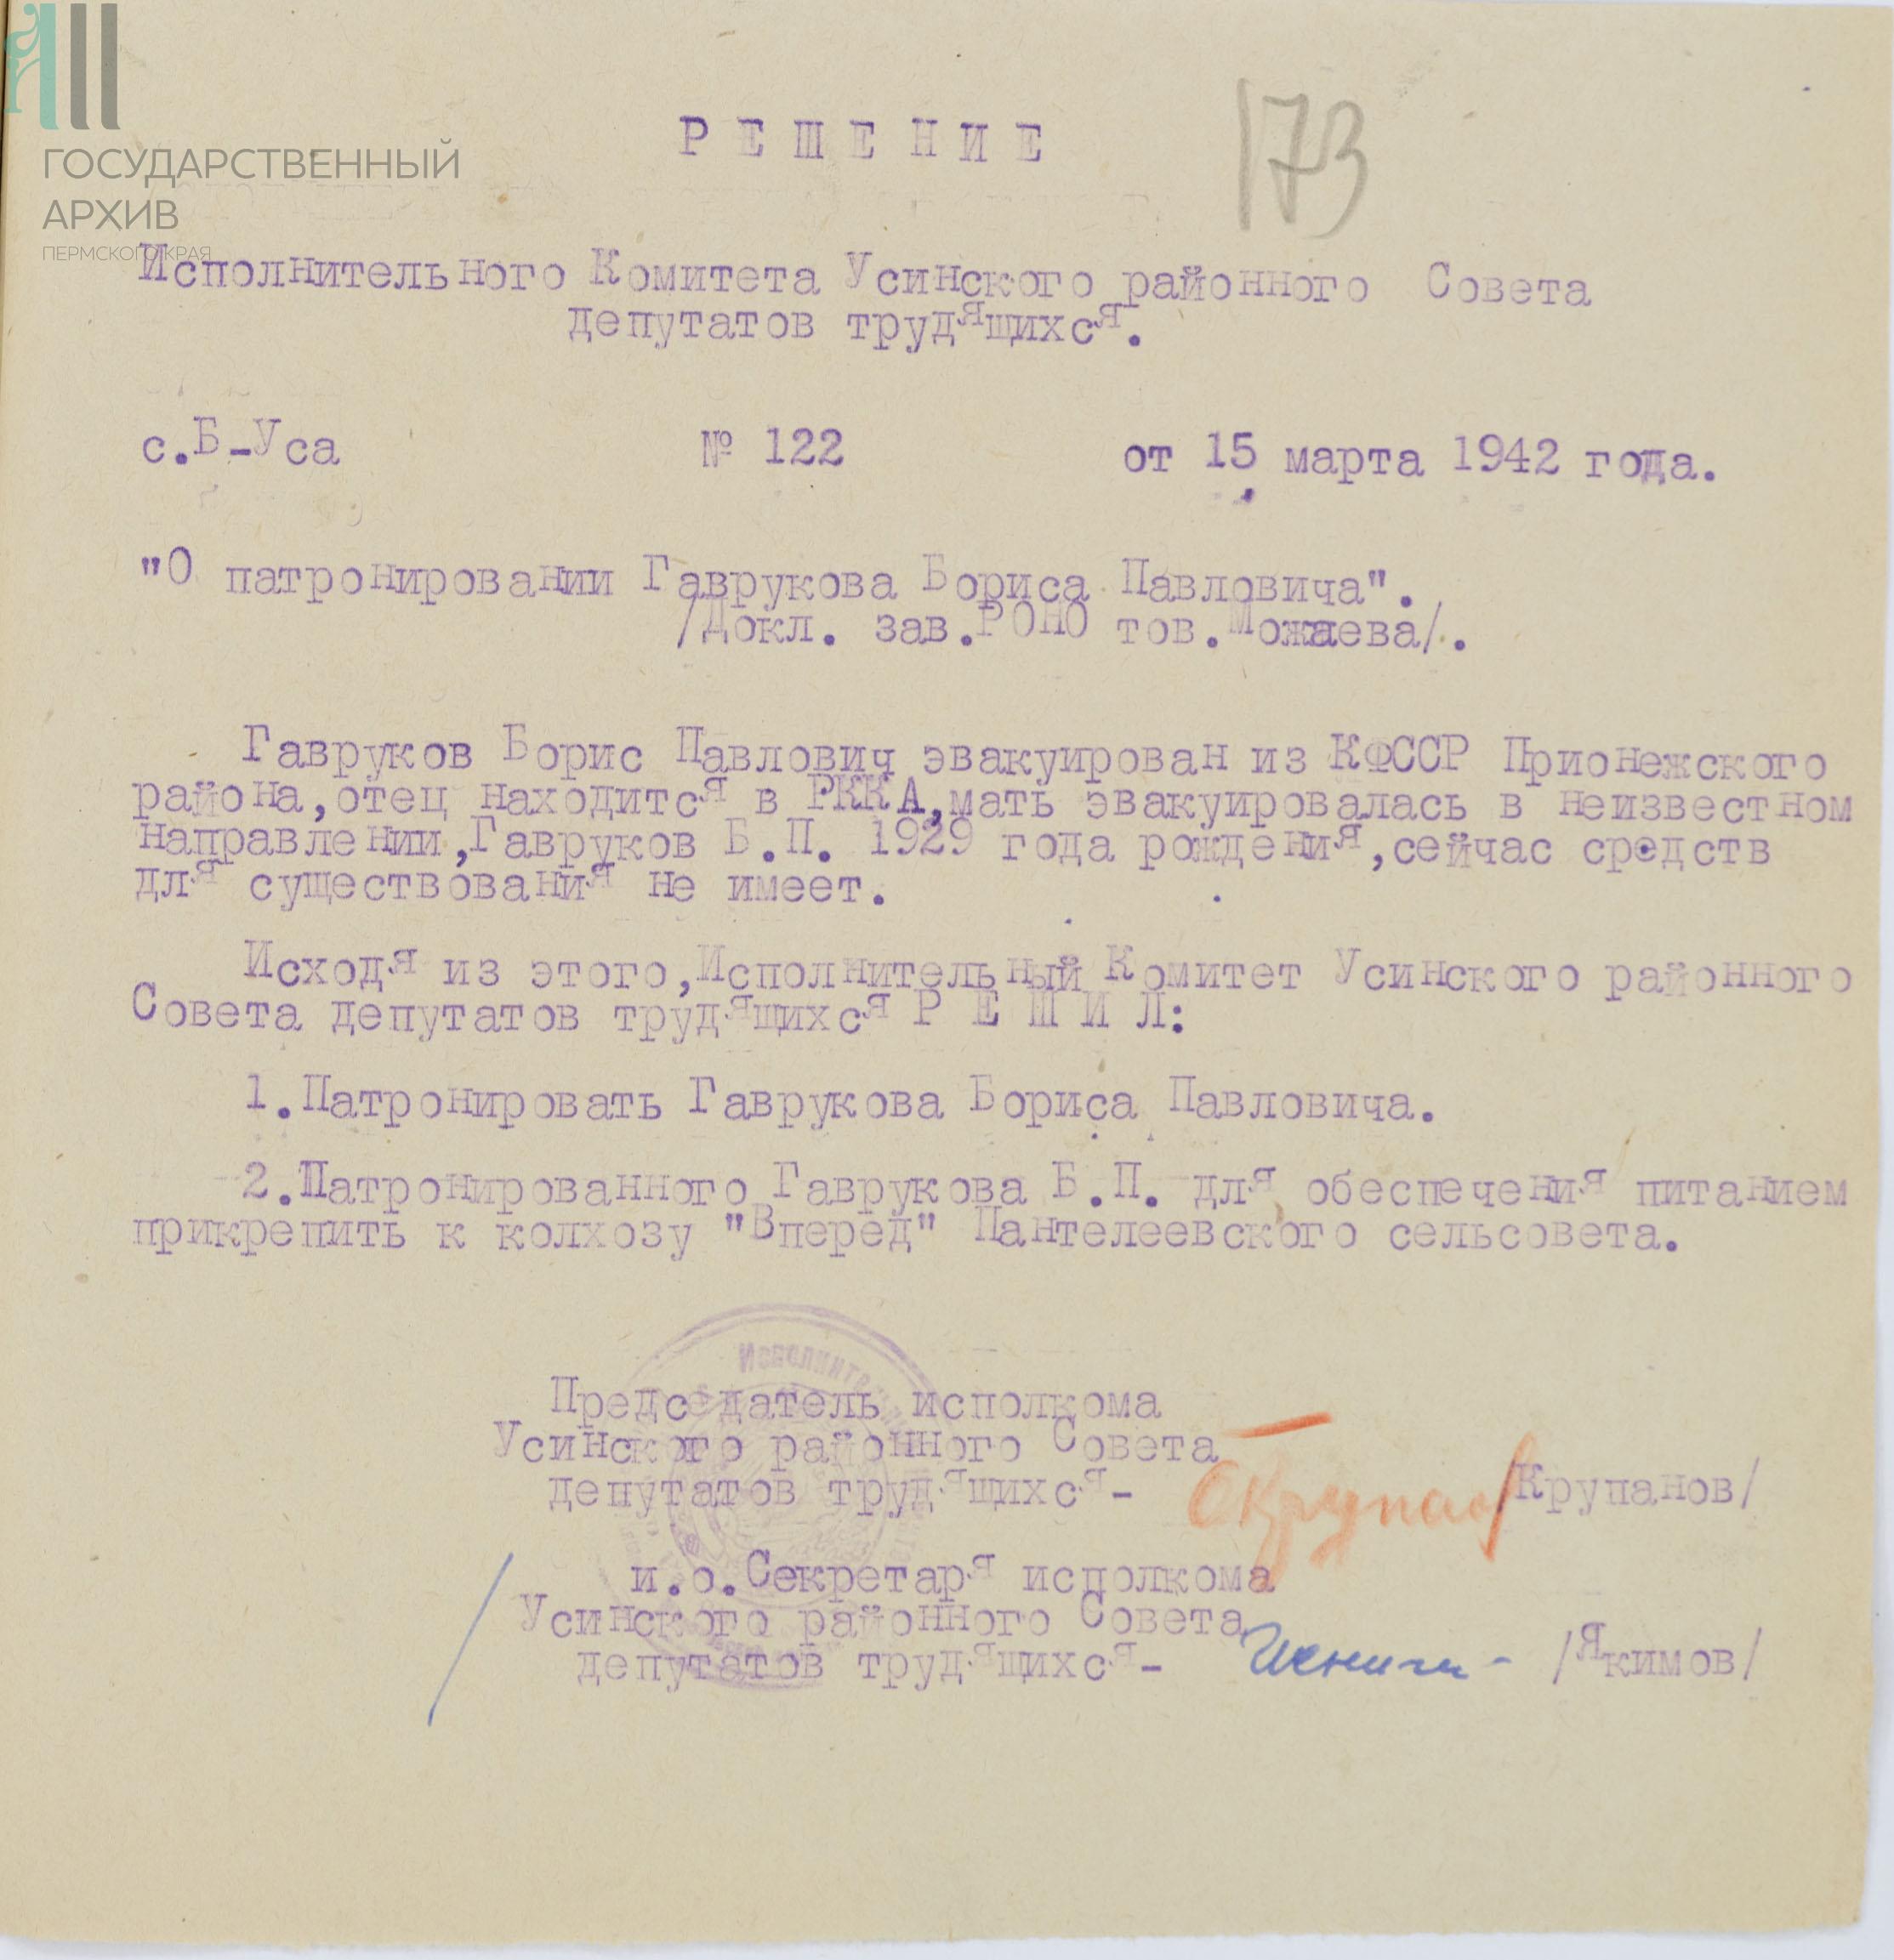 ГОСУДАРСТВЕННЫЙ
АРХИВ
ПЕРМСКОГО КРАЯ
173
Р Е Ш Е Н И Е
Исполнительного Комитета Усинского районного Совета
депутатов трудящихся.
с.Б-Уса № 122 от 15 марта 1942 года.
"О патронировании Гаврукова Бориса Павловича".
/Докл. зав.РОНО тов.Можаева/.
Гавруков Борис Павлович эвакуирован из КФССР Прионежского
района,отец находится в РККА,мать эвакуировалась в неизвестном
направлении,Гавруков Б.П. 1929 года рождения,сейчас средств
для существования не имеет.
Исходя из этого,Исполнительный Комитет Усинского районного
Совета депутатов трудящихся Р Е Ш И Л:
1.Патронировать Гаврукова Бориса Павловича.
2.Патронированного Гаврукова Б.П. для обеспечения питанием
прикрепить к колхозу "Вперед" Пантелеевского сельсовета.
Председатель исполкома
Усинского районного Совета
депутатов трудящихся- /Крупанов/
и.о.Секретаря исполкома
Усинского районного Совета
депутатов трудящихся- /Якимов/